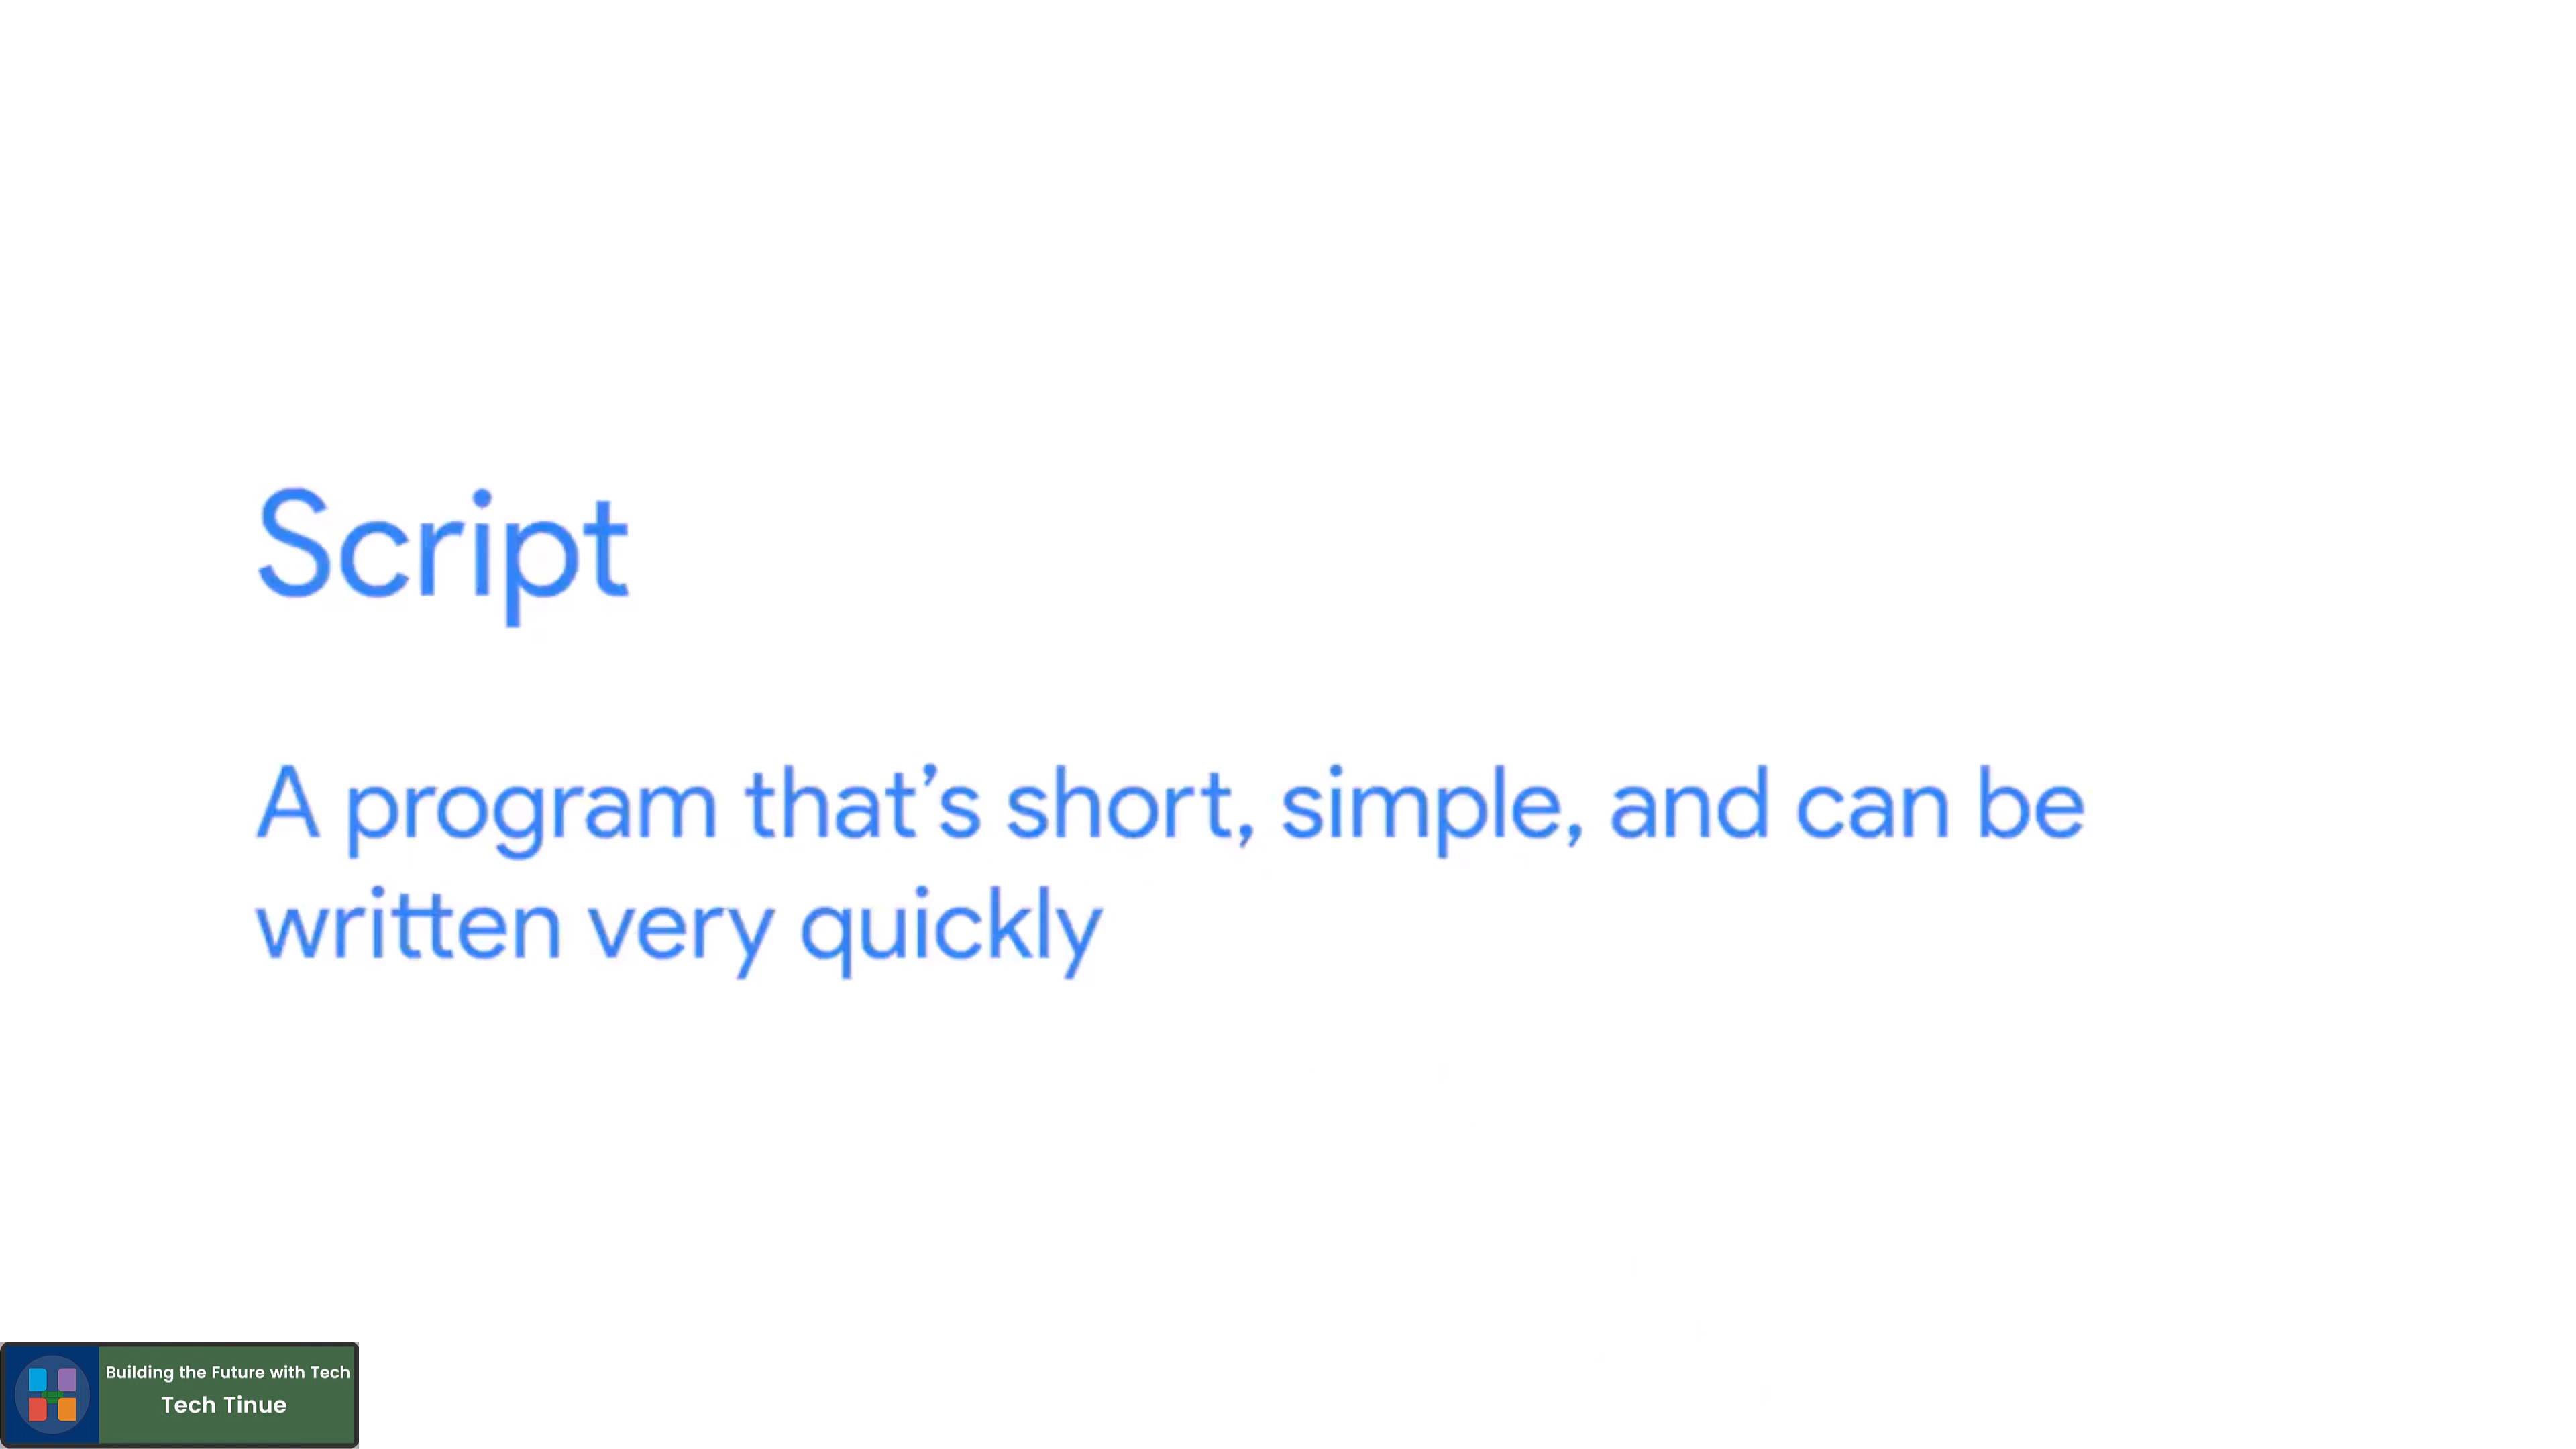 Script
A program that’s short, simple, and can be
written very quickly
Building the Future with Tech
Tech Tinue